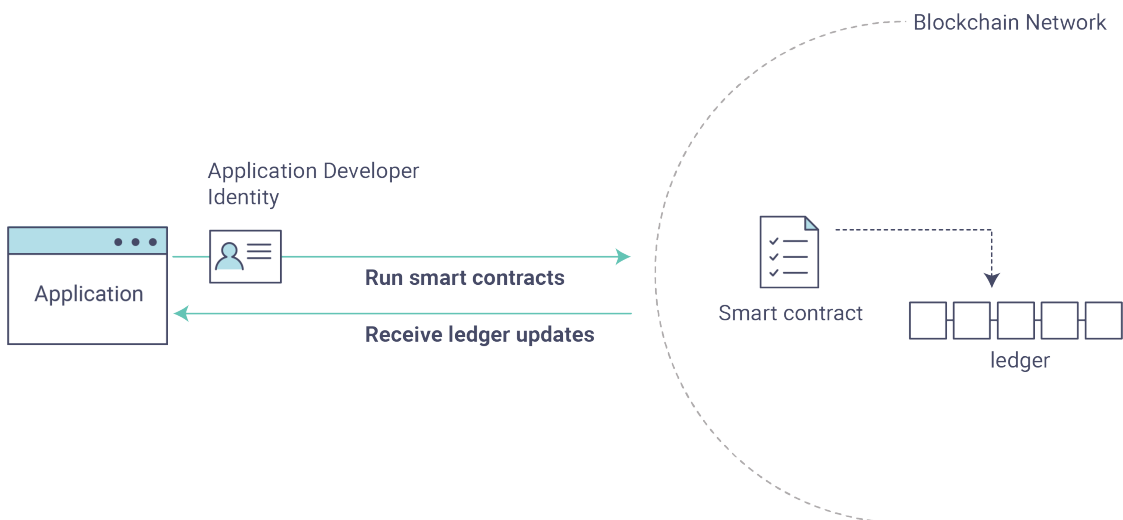 Blockchain Network
Application Developer
Identity
Application
Run smart contracts
Receive ledger updates
Smart contract
ledger